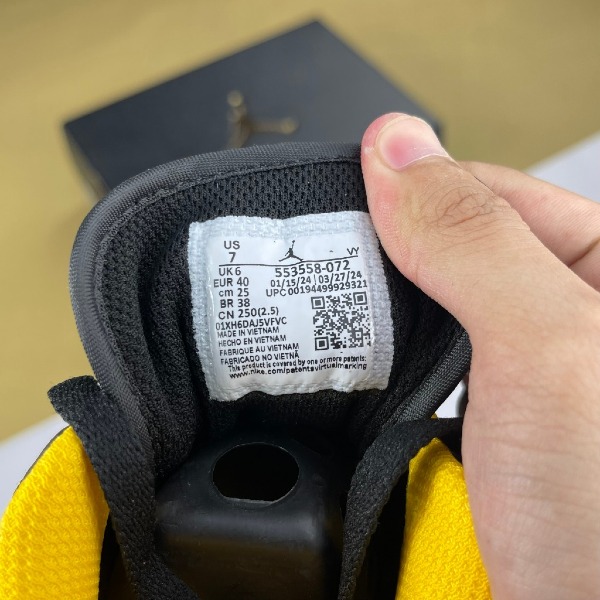 US
7
VY
UK 6
553558-072
EUR 40
01/15/24 | 03/27/24
cm 25
UPC 00194499929321
BR 38
CN 250(2.5)
01XH6DAJ5VFVC
MADE IN VIETNAM
HECHO EN VIETNAM
FABRIQUE AU VIETNAM
FABRICADO NO VIETNÃ
This product is covered by one or more patents:
www.nike.com/patentsvirtualmarking